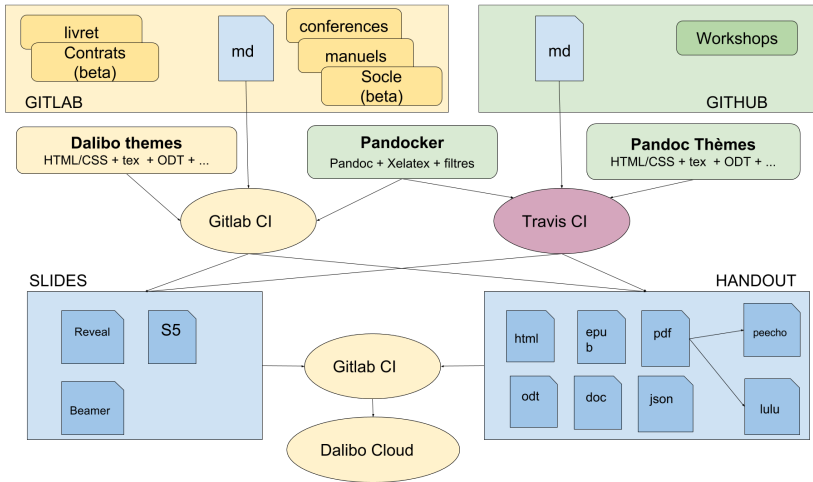 livret
Contrats
(beta)
md
conferences
manuels
Socle
(beta)
GITLAB
md
Workshops
GITHUB
Dalibo themes
HTML/CSS + tex + ODT + ...
Pandocker
Pandoc + Xelatex + filtres
Pandoc Thèmes
HTML/CSS + tex + ODT + ...
Gitlab CI
Travis CI
SLIDES
HANDOUT
Reveal
S5
Beamer
Gitlab CI
html
epu
b
pdf
peecho
odt
doc
json
lulu
Dalibo Cloud